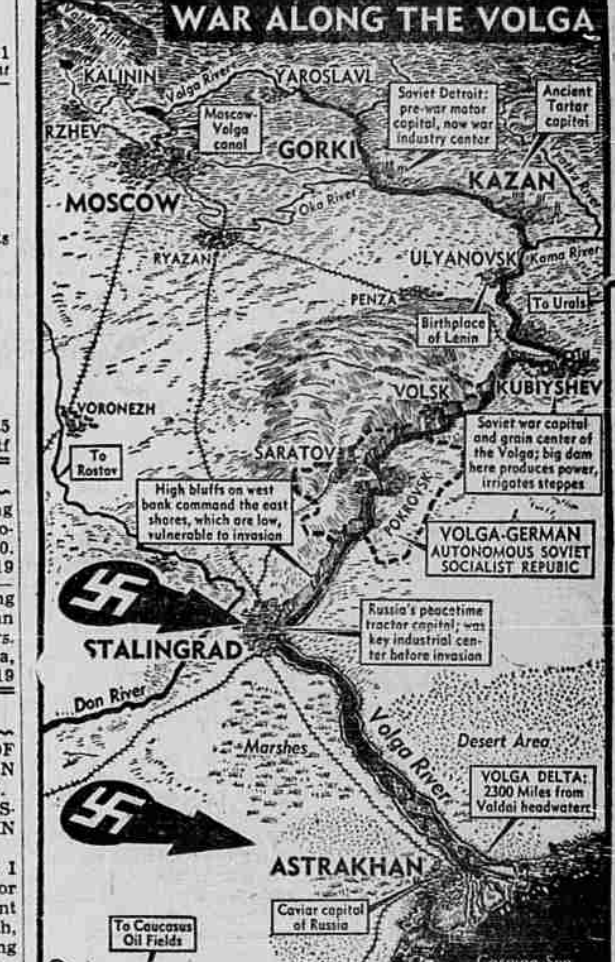 WAR ALONG THE VOLGA
Valdai Hills
KALININ
Volga River
YAROSLAVL
Soviet Detroit:
pre-war motor
capital, now war
industry center
Ancient
Tartar
capital
RZHEV
Moscow-
Volga
canal
GORKI
KAZAN
MOSCOW
Oka River
RYAZAN
ULYANOVSK
Kama River
PENZA
To Urals
Birthplace
of Lenin
VOLSK
KUBIYSHEV
VORONEZH
Soviet war capital
and grain center of
the Volga; big dam
here produces power,
irrigates steppes
To
Rostov
SARATOV
High bluffs on west
bank command the east
shores, which are low,
vulnerable to invasion
POKROVSK
VOLGA-GERMAN
AUTONOMOUS SOVIET
SOCIALIST REPUBIC
Russia's peacetime
tractor capital; was
key industrial cen-
ter before invasion
STALINGRAD
Don River
Volga River
Marshes
Desert Area
VOLGA DELTA:
2300 Miles from
Valdai headwaters
ASTRAKHAN
Caviar capital
of Russia
To Caucasus
Oil Fields
Caspian Sea